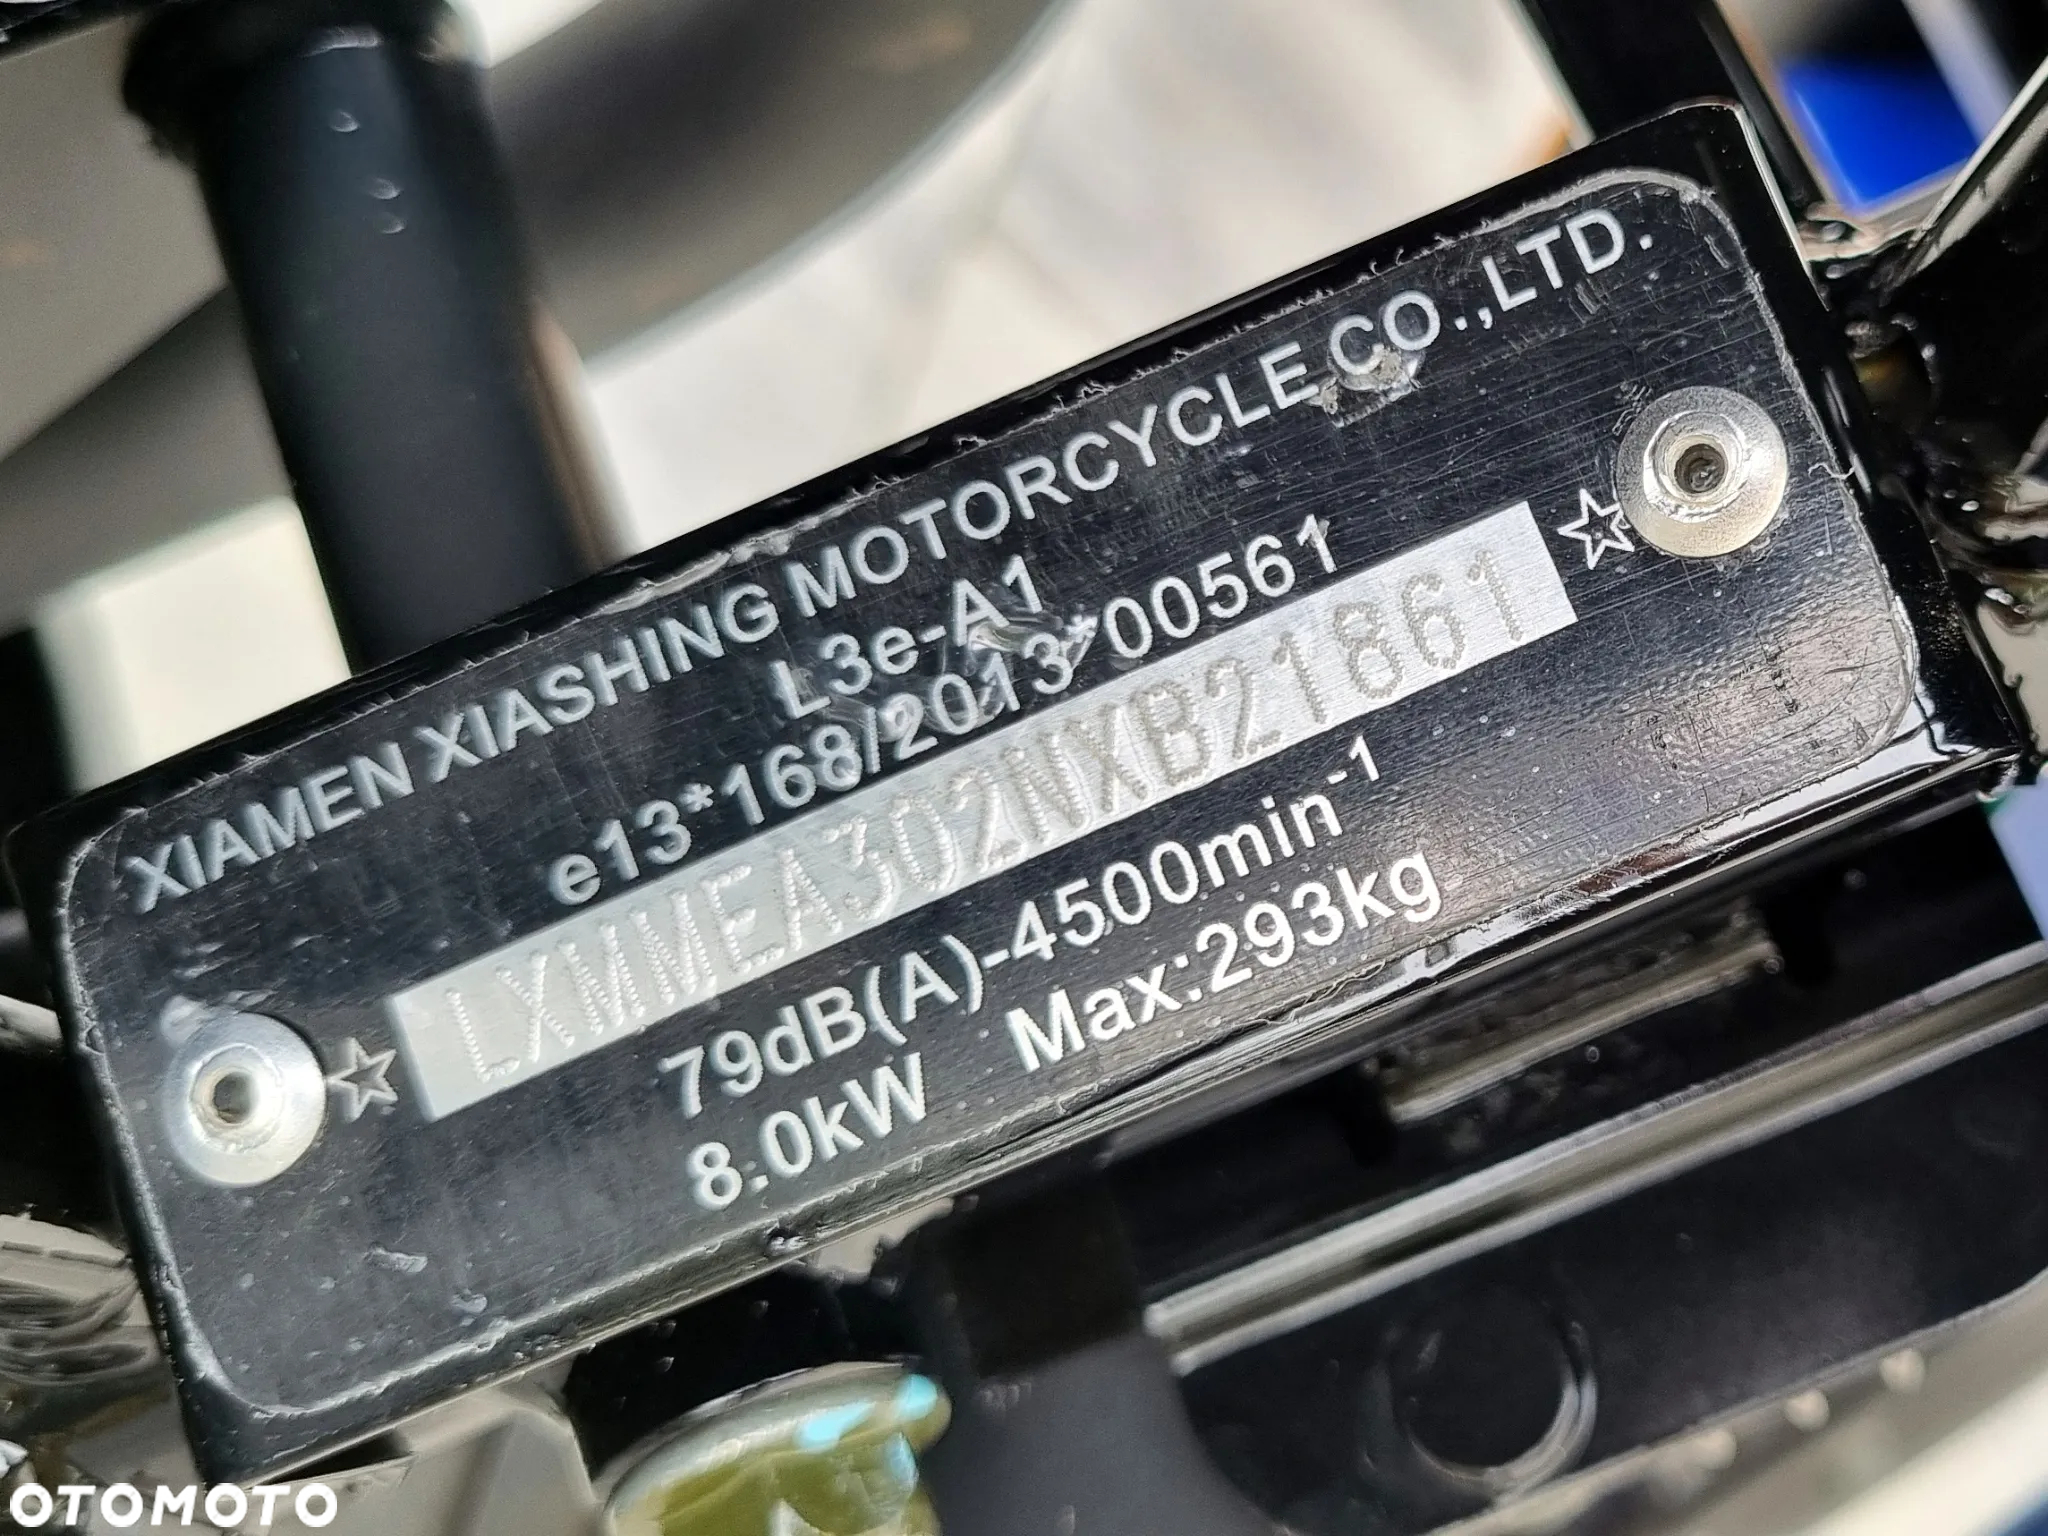 XIAMEN XIASHING MOTORCYCLE CO.,LTD.
L3e-A1
e13*168/2013*00561
☆ LXMMEA302NXB21861 ☆
79dB(A)-4500min⁻¹
8.0kW Max:293kg
OTOMOTO